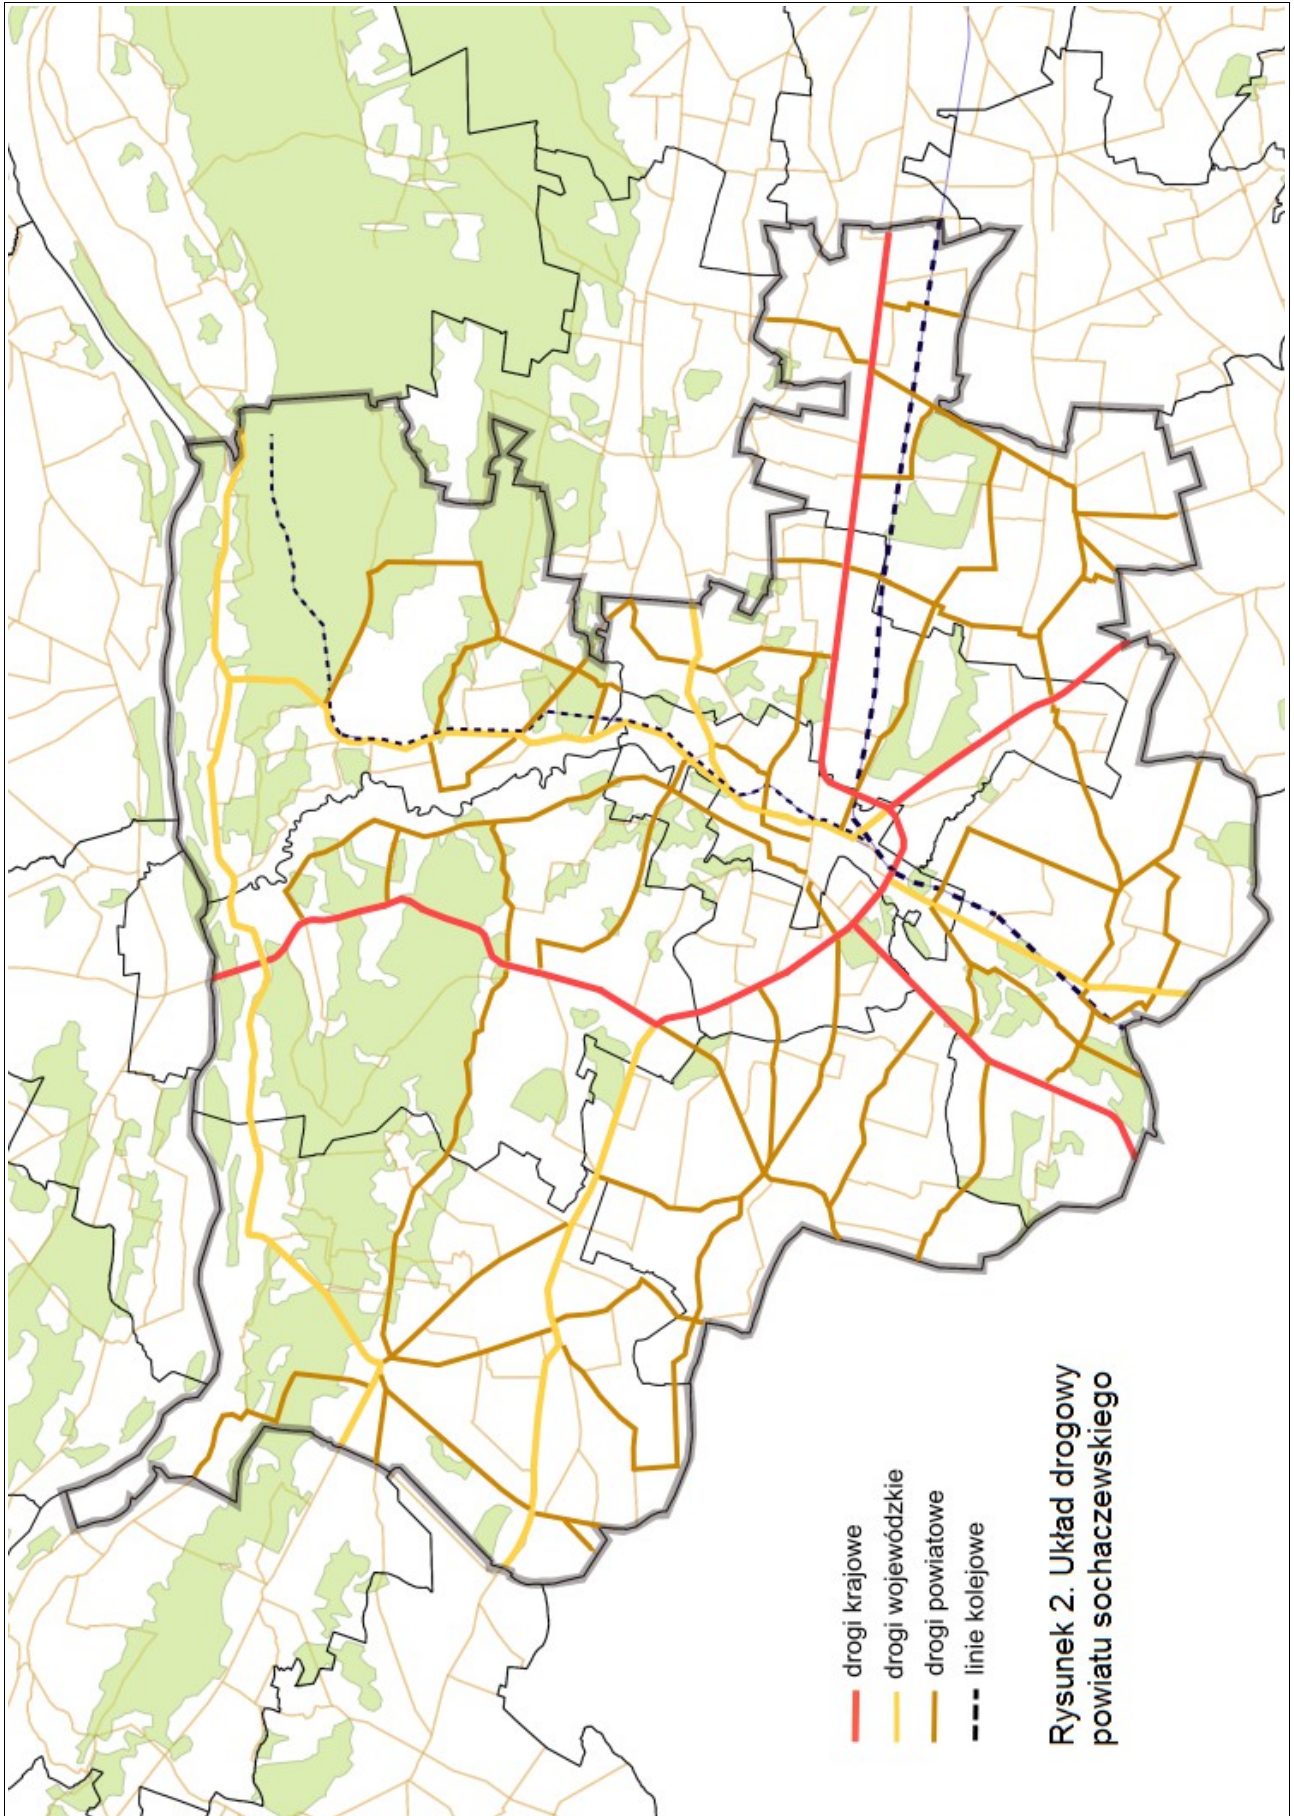 drogi krajowe
drogi wojewódzkie
drogi powiatowe
linie kolejowe
Rysunek 2. Układ drogowy
powiatu sochaczewskiego